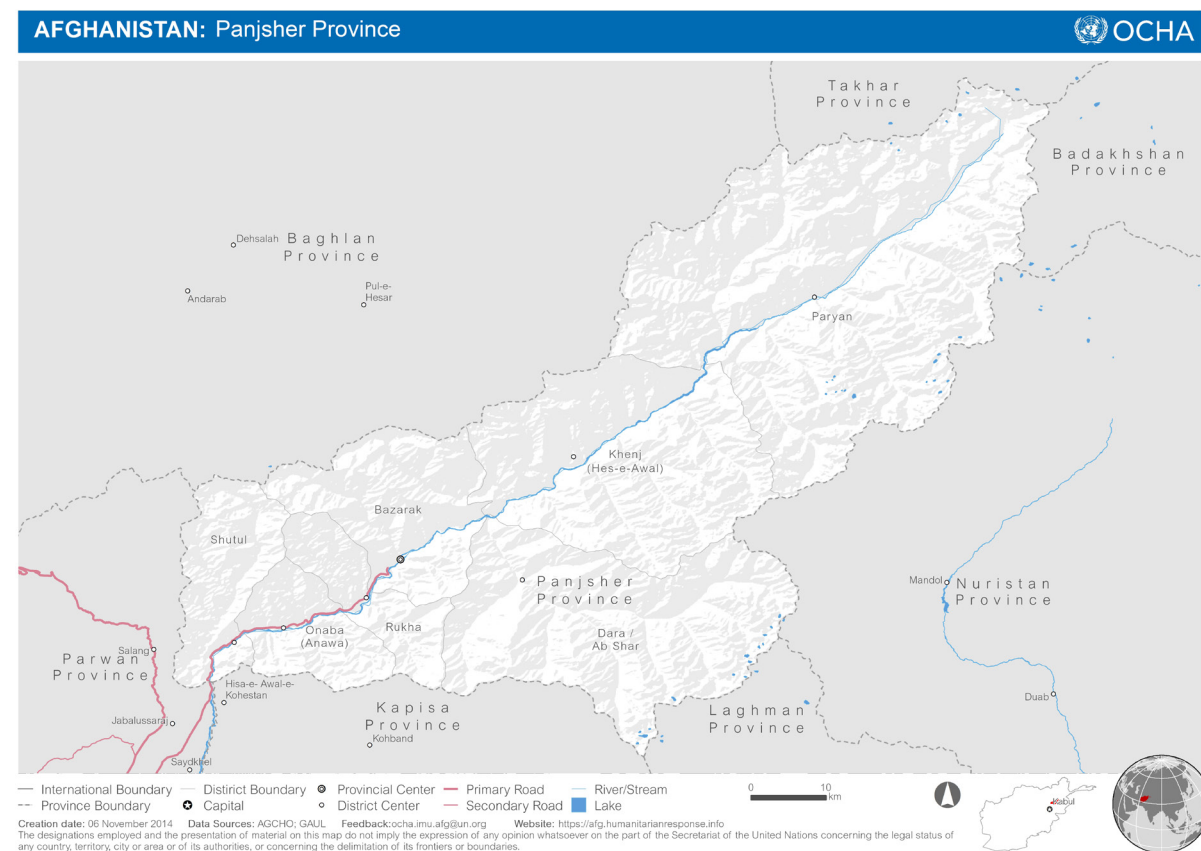 AFGHANISTAN: Panjsher Province
OCHA
Takhar
Province
Badakhshan
Province
Dehsalah
Baghlan
Province
Andarab
Pul-e-
Hesar
Paryan
Khenj
(Hes-e-Awal)
Bazarak
Shutul
Panjsher
Province
Mandol
Nuristan
Province
Onaba
(Anawa)
Rukha
Dara /
Ab Shar
Salang
Parwan
Province
Hisa-e- Awal-e-
Kohestan
Duab
Kapisa
Province
Laghman
Province
Jabalussaraj
Kohband
Saydkhel
International Boundary
Distirict Boundary
Provincial Center
Primary Road
River/Stream
Province Boundary
Capital
District Center
Secondary Road
Lake
0 10
km
Kabul
Creation date: 06 November 2014 Data Sources: AGCHO; GAUL Feedback:ocha.imu.afg@un.org Website: https://afg.humanitarianresponse.info
The designations employed and the presentation of material on this map do not imply the expression of any opinion whatsoever on the part of the Secretariat of the United Nations concerning the legal status of
any country, territory, city or area or of its authorities, or concerning the delimitation of its frontiers or boundaries.